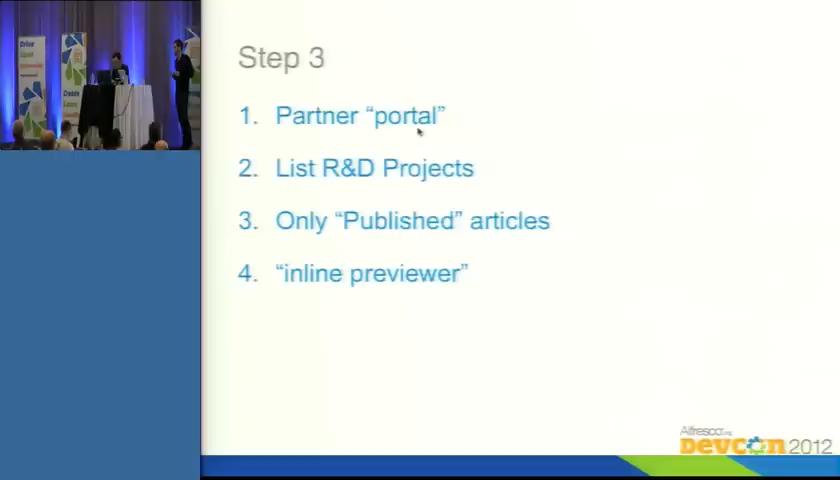 Step 3
1. Partner “portal”
2. List R&D Projects
3. Only “Published” articles
4. “inline previewer”
Alfresco
DevCon 2012